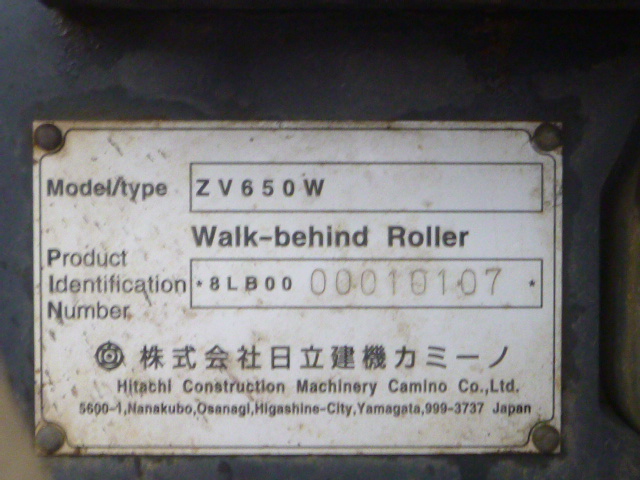 Model/type ZV650W
Walk-behind Roller
Product
Identification
Number
*8LB00 00010107 *
株式会社日立建機カミーノ
Hitachi Construction Machinery Camino Co.,Ltd.
5600-1,Nanakubo,Osanagi,Higashine-City,Yamagata,999-3737 Japan